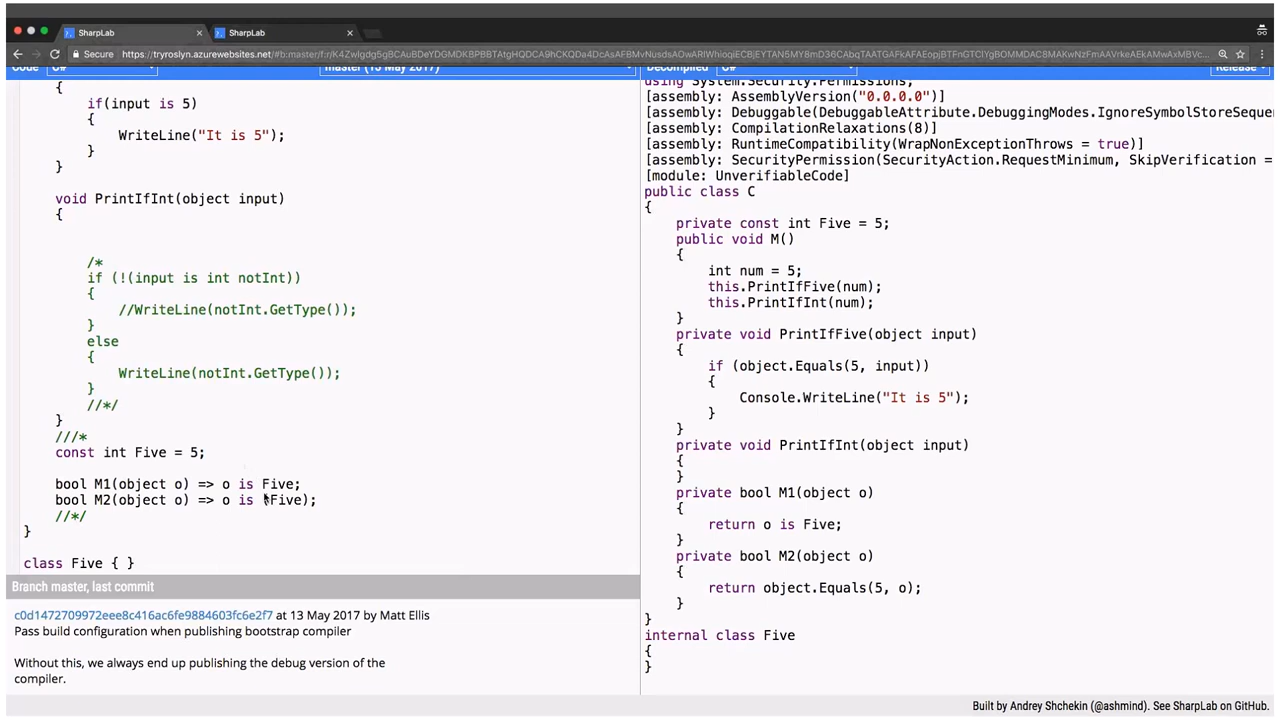 SharpLab
SharpLab
Secure
Code C# master (13 May 2017) Decompiled C# Release
{
if(input is 5)
{
WriteLine("It is 5");
}
}
void PrintIfInt(object input)
{
/*
if (!(input is int notInt))
{
//WriteLine(notInt.GetType());
}
else
{
WriteLine(notInt.GetType());
}
//*/
}
///*
const int Five = 5;
bool M1(object o) => o is Five;
bool M2(object o) => o is (Five);
//*/
}
class Five { }
Branch master, last commit
c0d1472709972eee8c416ac6fe9884603fc6e2f7 at 13 May 2017 by Matt Ellis
Pass build configuration when publishing bootstrap compiler
Without this, we always end up publishing the debug version of the
compiler.
using System.Security.Permissions;
[assembly: AssemblyVersion("0.0.0.0")]
[assembly: Debuggable(DebuggableAttribute.DebuggingModes.IgnoreSymbolStoreSeque
[assembly: CompilationRelaxations(8)]
[assembly: RuntimeCompatibility(WrapNonExceptionThrows = true)]
[assembly: SecurityPermission(SecurityAction.RequestMinimum, SkipVerification =
[module: UnverifiableCode]
public class C
{
private const int Five = 5;
public void M()
{
int num = 5;
this.PrintIfFive(num);
this.PrintIfInt(num);
}
private void PrintIfFive(object input)
{
if (object.Equals(5, input))
{
Console.WriteLine("It is 5");
}
}
private void PrintIfInt(object input)
{
}
private bool M1(object o)
{
return o is Five;
}
private bool M2(object o)
{
return object.Equals(5, o);
}
}
internal class Five
{
}
Built by Andrey Shchekin (@ashmind). See SharpLab on GitHub.